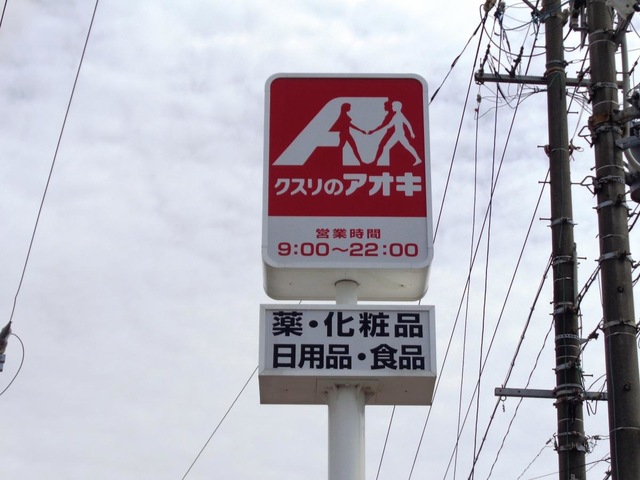 クスリのアオキ
営業時間
9:00～22:00
薬・化粧品
日用品・食品